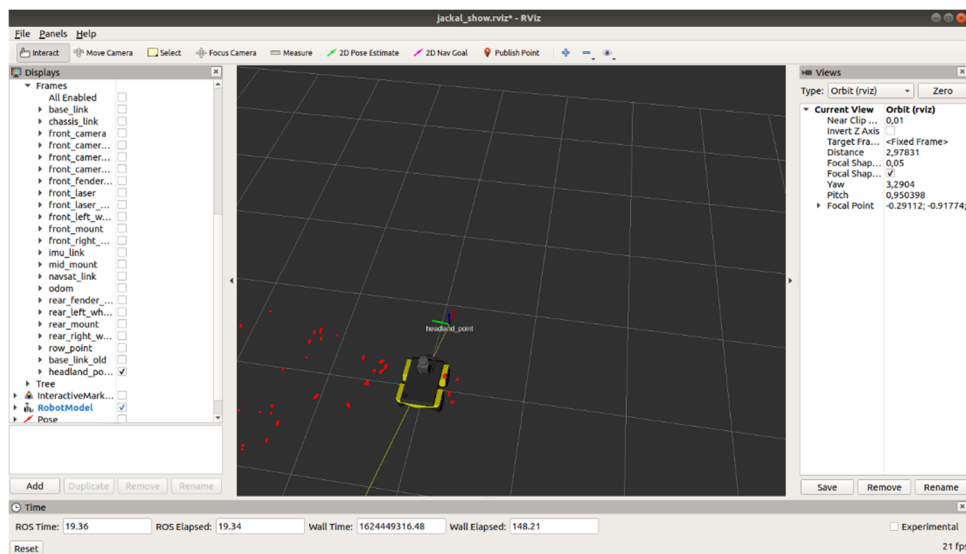 jackal_show.rviz* - RViz
File Panels Help
Interact Move Camera Select Focus Camera Measure 2D Pose Estimate 2D Nav Goal Publish Point
Displays
Frames
All Enabled
base_link
chassis_link
front_camera
front_camer...
front_camer...
front_camer...
front_fender...
front_laser
front_laser_...
front_left_w...
front_mount
front_right_...
imu_link
mid_mount
navsat_link
odom
rear_fender_...
rear_left_wh...
rear_mount
rear_right_w...
row_point
base_link_old
headland_po...
Tree
InteractiveMark...
RobotModel
Pose
Add Duplicate Remove Rename
headland_point
Views
Type: Orbit (rviz) Zero
Current View Orbit (rviz)
Near Clip ... 0,01
Invert Z Axis
Target Fra... <Fixed Frame>
Distance 2,97831
Focal Shap... 0,05
Focal Shap...
Yaw 3,2904
Pitch 0,950398
Focal Point -0.29112; -0.91774;
Save Remove Rename
Time
ROS Time: 19.36 ROS Elapsed: 19.34 Wall Time: 1624449316.48 Wall Elapsed: 148.21 Experimental
Reset 21 fps